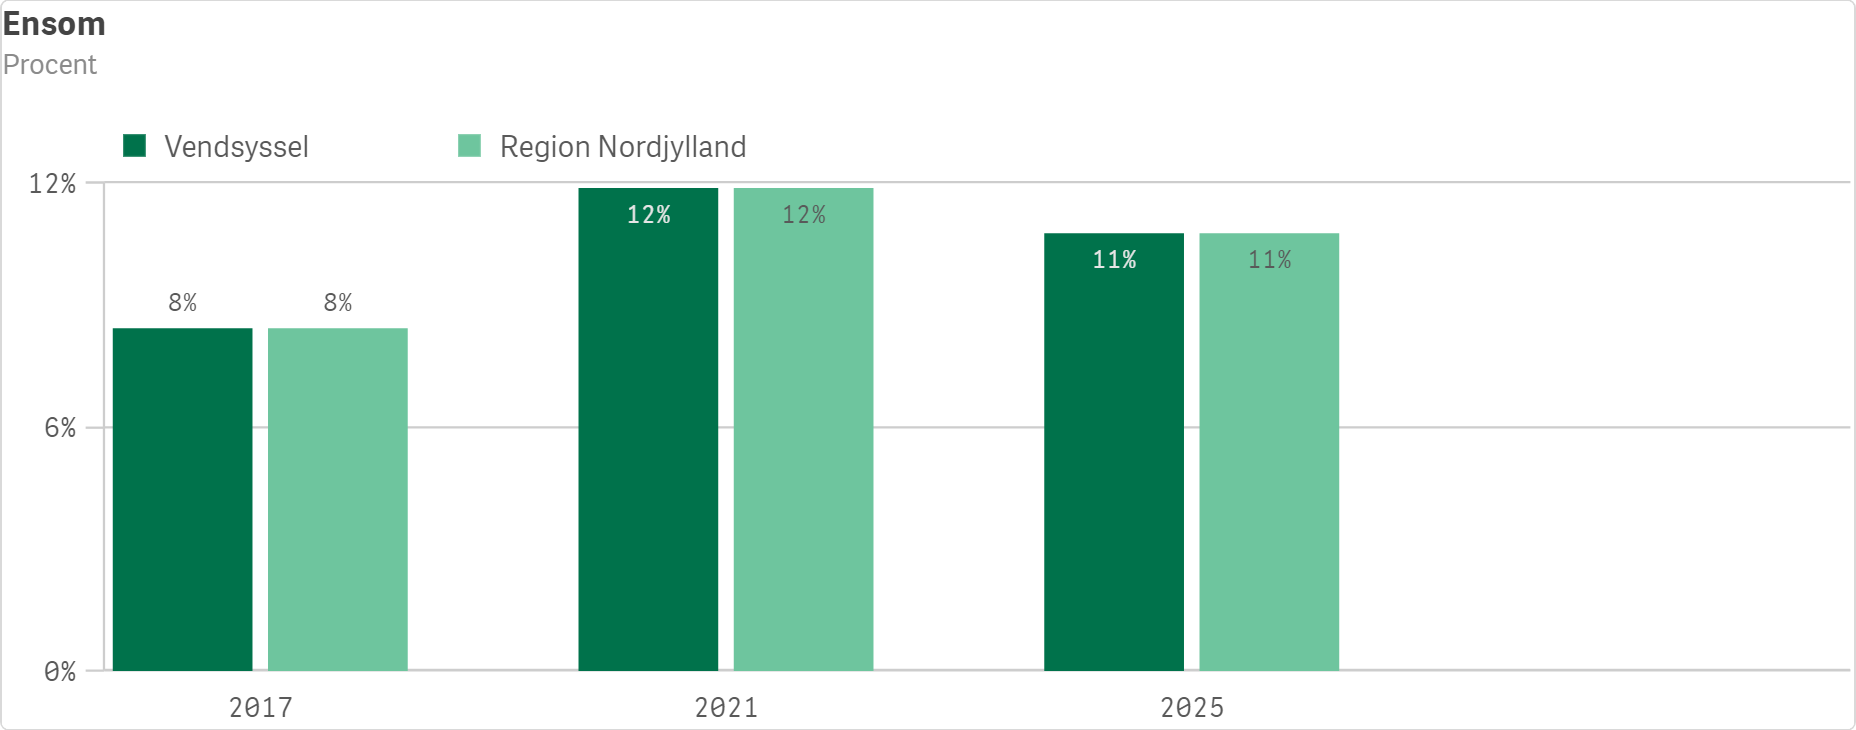 Ensom
Procent
Vendsyssel Region Nordjylland
12%
12% 12%
11% 11%
8% 8%
6%
0%
2017 2021 2025